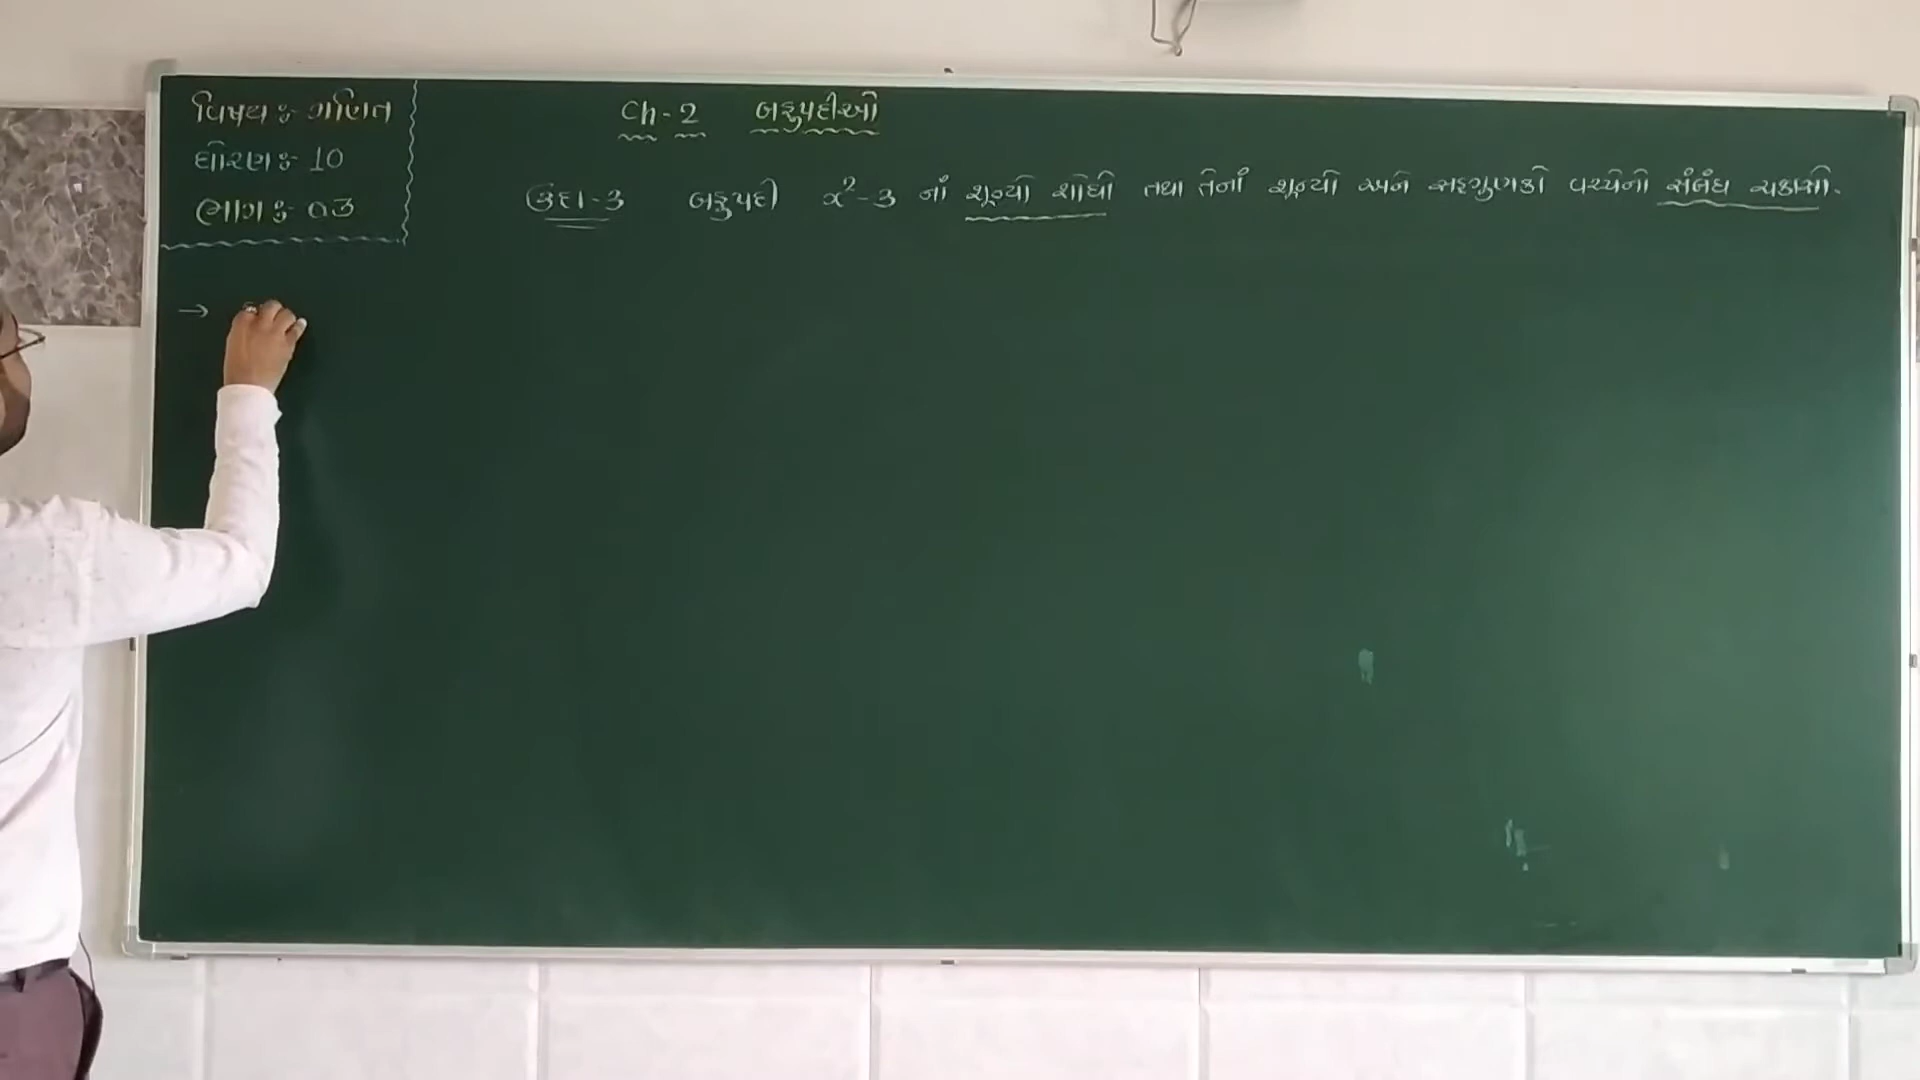 વિષય :- ગણિત
ધોરણ :- 10
ભાગ :- 03
Ch-2 બહુપદીઓ
ઉદા-3 બહુપદી x²-3 નાં શૂન્યો શોધો તથા તેનાં શૂન્યો અને સહગુણકો વચ્ચેનો સંબંધ ચકાસો.
→